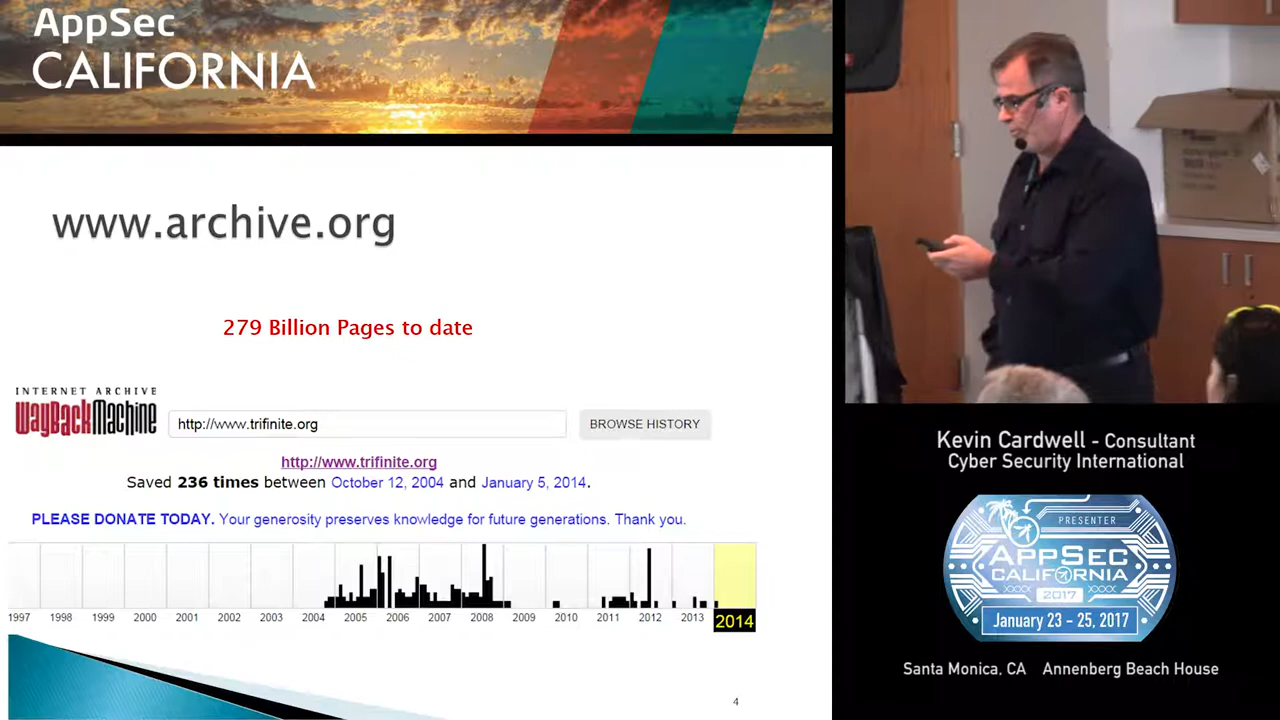 AppSec
CALIFORNIA
www.archive.org
279 Billion Pages to date
INTERNET ARCHIVE
WayBackMachine
http://www.trifinite.org
BROWSE HISTORY
http://www.trifinite.org
Saved 236 times between October 12, 2004 and January 5, 2014.
PLEASE DONATE TODAY. Your generosity preserves knowledge for future generations. Thank you.
1997 1998 1999 2000 2001 2002 2003 2004 2005 2006 2007 2008 2009 2010 2011 2012 2013 2014
4
Kevin Cardwell - Consultant
Cyber Security International
PRESENTER
APPSEC
CALIFORNIA
2017
January 23 - 25, 2017
Santa Monica, CA Annenberg Beach House